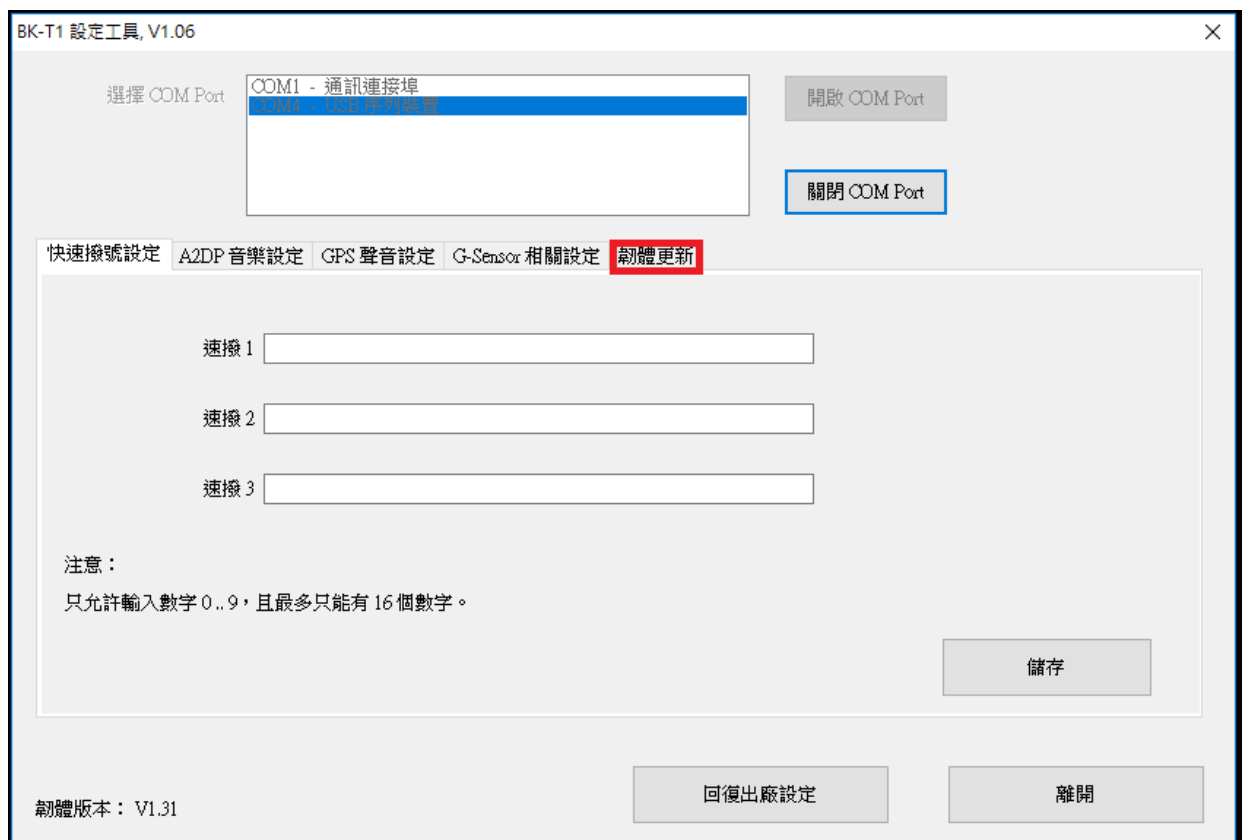 BK-T1 設定工具, V1.06
選擇 COM Port
COM1 - 通訊連接埠
COM4 - USB 序列裝置
開啟 COM Port
關閉 COM Port
快速撥號設定 A2DP 音樂設定 GPS 聲音設定 G-Sensor 相關設定 韌體更新
速撥 1
速撥 2
速撥 3
注意：
只允許輸入數字 0 .. 9，且最多只能有 16 個數字。
儲存
韌體版本： V1.31
回復出廠設定
離開